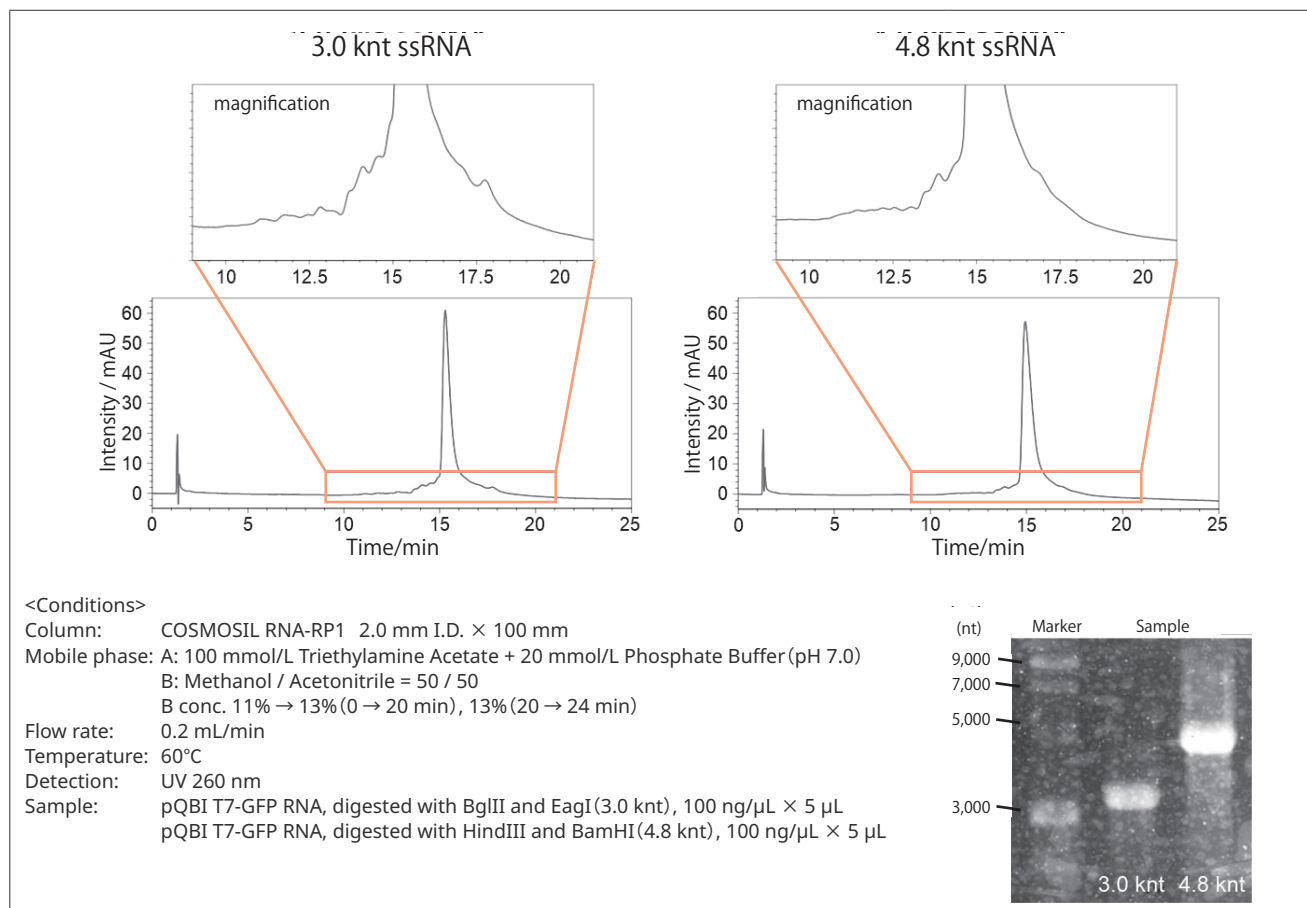 3.0 knt ssRNA
4.8 knt ssRNA
magnification
magnification
10 12.5 15 17.5 20
10 12.5 15 17.5 20
Intensity / mAU
60
50
40
30
20
10
0
0 5 10 15 20 25
Time/min
Intensity / mAU
60
50
40
30
20
10
0
0 5 10 15 20 25
Time/min
<Conditions>
Column: COSMOSIL RNA-RP1 2.0 mm I.D. × 100 mm
Mobile phase: A: 100 mmol/L Triethylamine Acetate + 20 mmol/L Phosphate Buffer(pH 7.0)
B: Methanol / Acetonitrile = 50 / 50
B conc. 11% → 13%(0 → 20 min), 13%(20 → 24 min)
Flow rate: 0.2 mL/min
Temperature: 60°C
Detection: UV 260 nm
Sample: pQBI T7-GFP RNA, digested with BglII and EagI(3.0 knt), 100 ng/µL × 5 µL
pQBI T7-GFP RNA, digested with HindIII and BamHI(4.8 knt), 100 ng/µL × 5 µL
(nt) Marker Sample
9,000
7,000
5,000
3,000
3.0 knt 4.8 knt